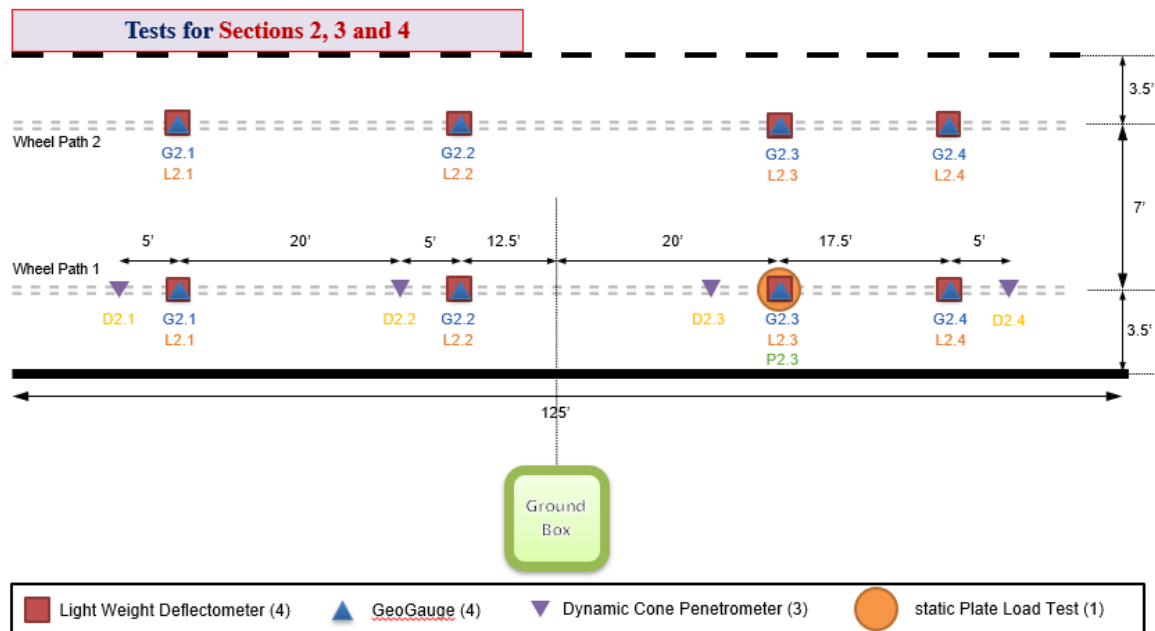 Tests for Sections 2, 3 and 4
3.5'
Wheel Path 2
G2.1 G2.2 G2.3 G2.4
L2.1 L2.2 L2.3 L2.4
7'
5' 20' 5' 12.5' 20' 17.5' 5'
Wheel Path 1
D2.1 G2.1 D2.2 G2.2 D2.3 G2.3 G2.4 D2.4
L2.1 L2.2 L2.3 L2.4
3.5'
P2.3
125'
Ground
Box
Light Weight Deflectometer (4) GeoGauge (4) Dynamic Cone Penetrometer (3) static Plate Load Test (1)